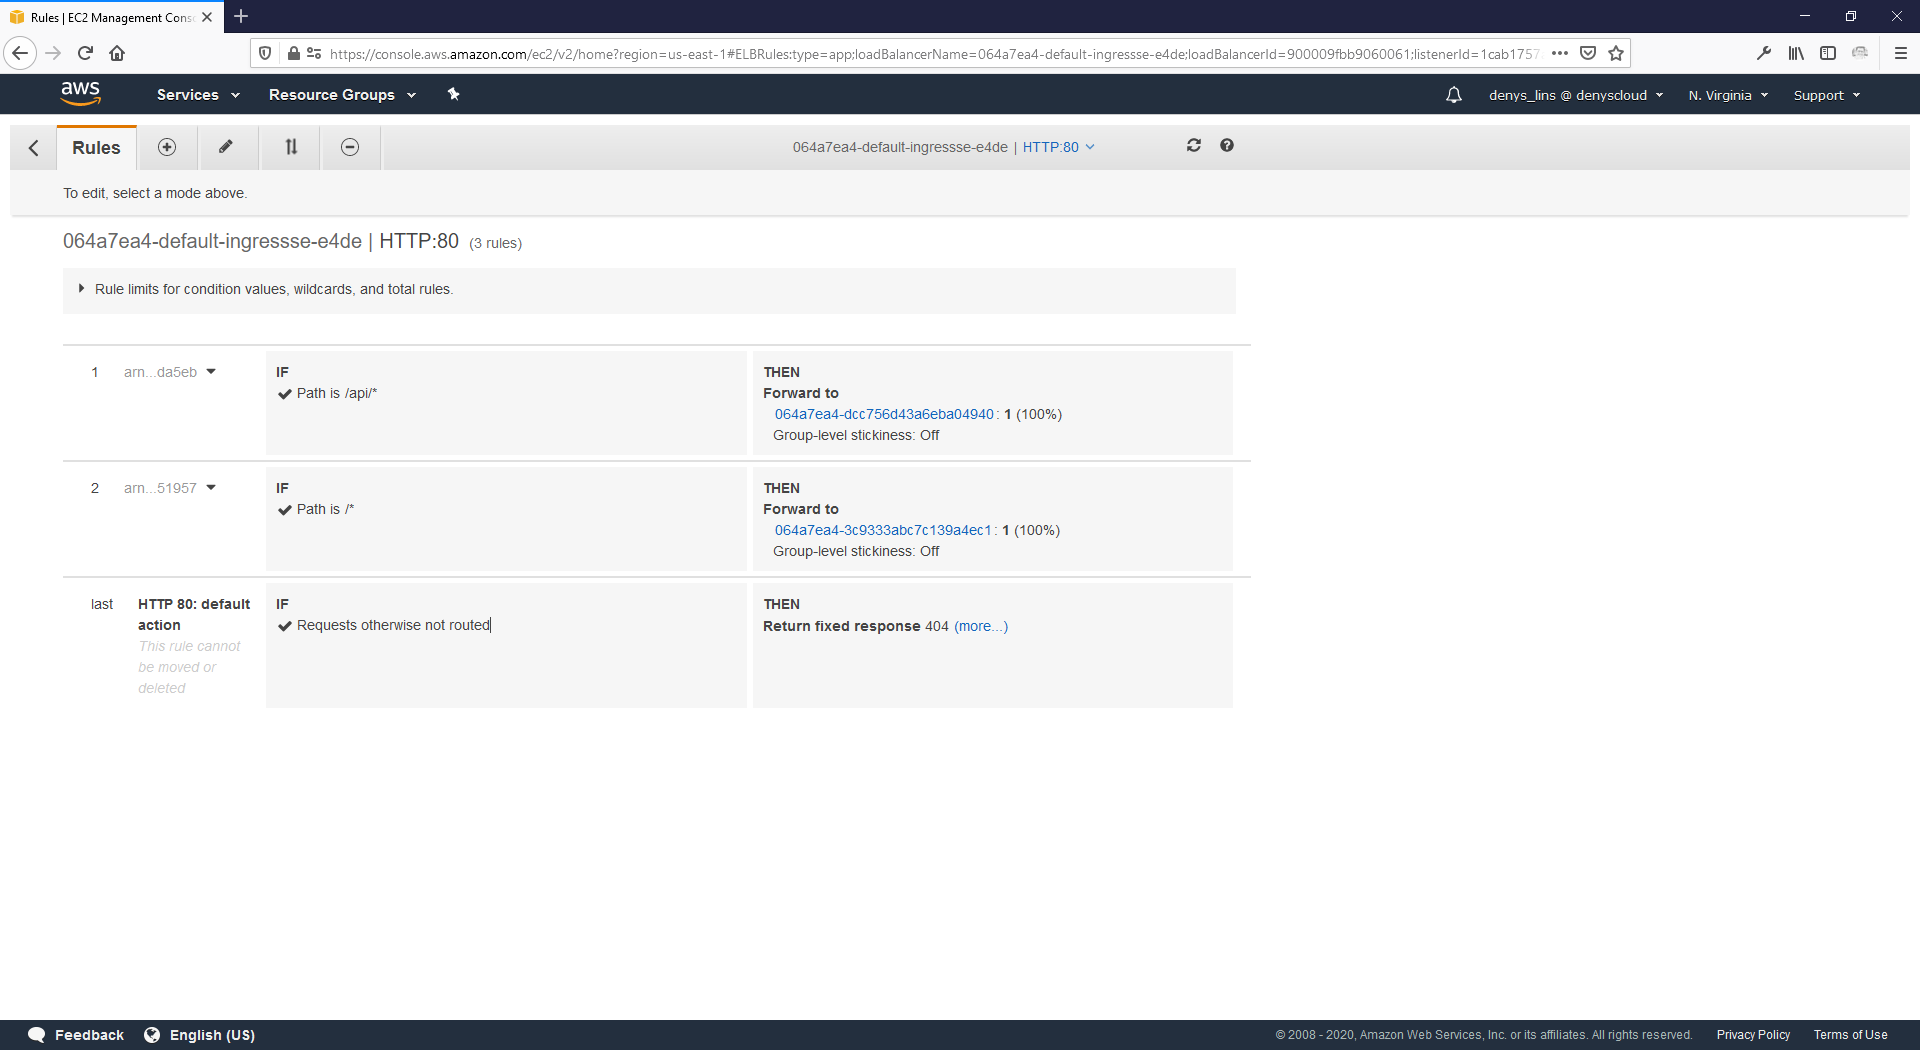 Rules | EC2 Management Cons
https://console.aws.amazon.com/ec2/v2/home?region=us-east-1#ELBRules:type=app;loadBalancerName=064a7ea4-default-ingressse-e4de;loadBalancerId=900009fbb9060061;listenerId=1cab1757
aws Services Resource Groups denys_lins @ denyscloud N. Virginia Support
Rules 064a7ea4-default-ingressse-e4de | HTTP:80
To edit, select a mode above.
064a7ea4-default-ingressse-e4de | HTTP:80 (3 rules)
Rule limits for condition values, wildcards, and total rules.
1 arn...da5eb IF THEN
Path is /api/* Forward to
064a7ea4-dcc756d43a6eba04940: 1 (100%)
Group-level stickiness: Off
2 arn...51957 IF THEN
Path is /* Forward to
064a7ea4-3c9333abc7c139a4ec1: 1 (100%)
Group-level stickiness: Off
last HTTP 80: default IF THEN
action Requests otherwise not routed Return fixed response 404 (more...)
This rule cannot
be moved or
deleted
Feedback English (US) © 2008 - 2020, Amazon Web Services, Inc. or its affiliates. All rights reserved. Privacy Policy Terms of Use